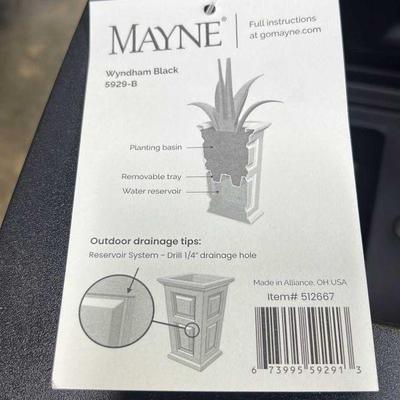 MAYNE®
Full instructions
at gomayne.com
Wyndham Black
5929-B
Planting basin
Removable tray
Water reservoir
Outdoor drainage tips:
Reservoir System - Drill 1/4" drainage hole
Made in Alliance, OH USA
Item# 512667
6 73995 59291 3